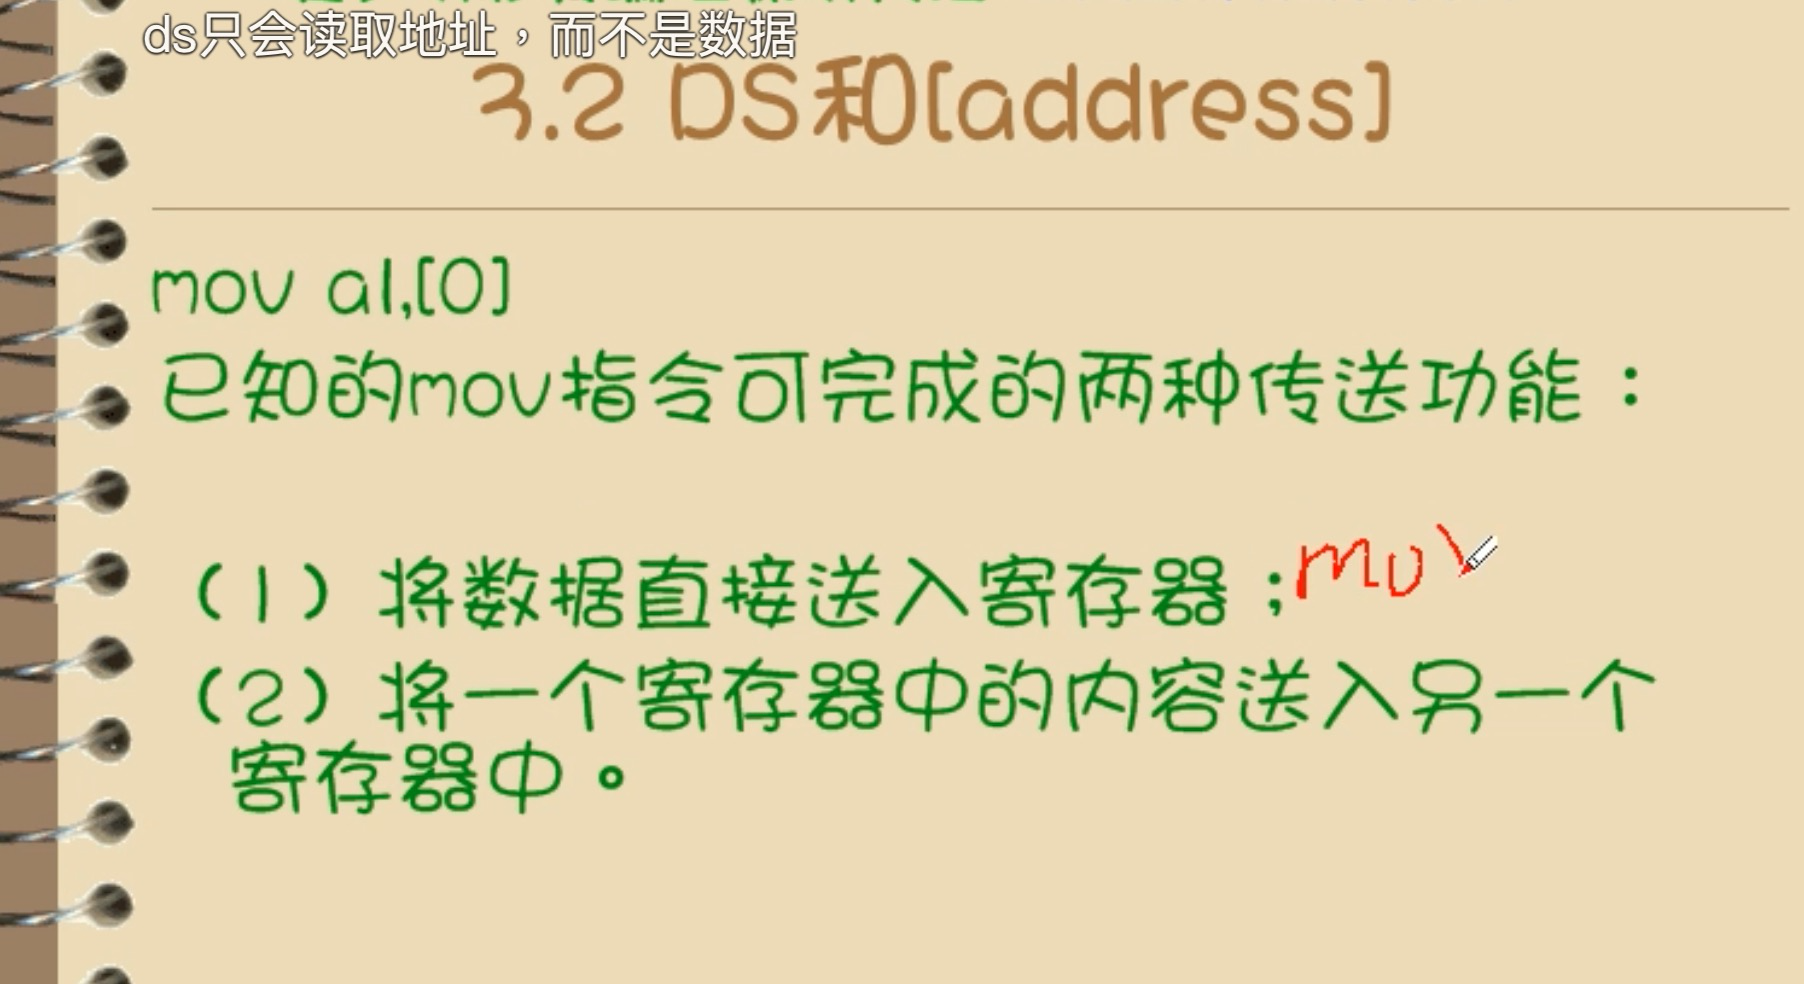 ds只会读取地址，而不是数据
3.2 DS和[address]
mov al,[0]
已知的mov指令可完成的两种传送功能：
（1）将数据直接送入寄存器；mov
（2）将一个寄存器中的内容送入另一个
寄存器中。